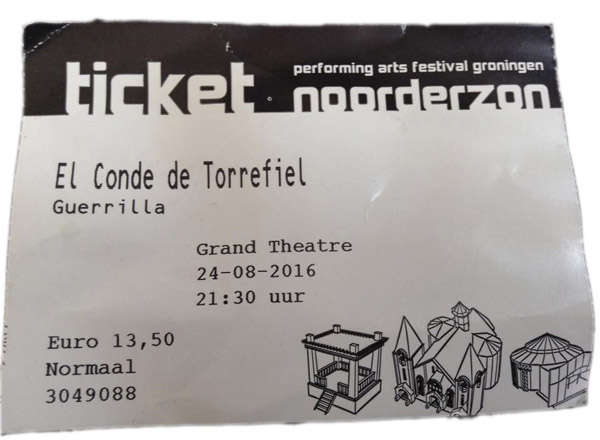 ticket
performing arts festival groningen
noorderzon
El Conde de Torrefiel
Guerrilla
Grand Theatre
24-08-2016
21:30 uur
Euro 13,50
Normaal
3049088